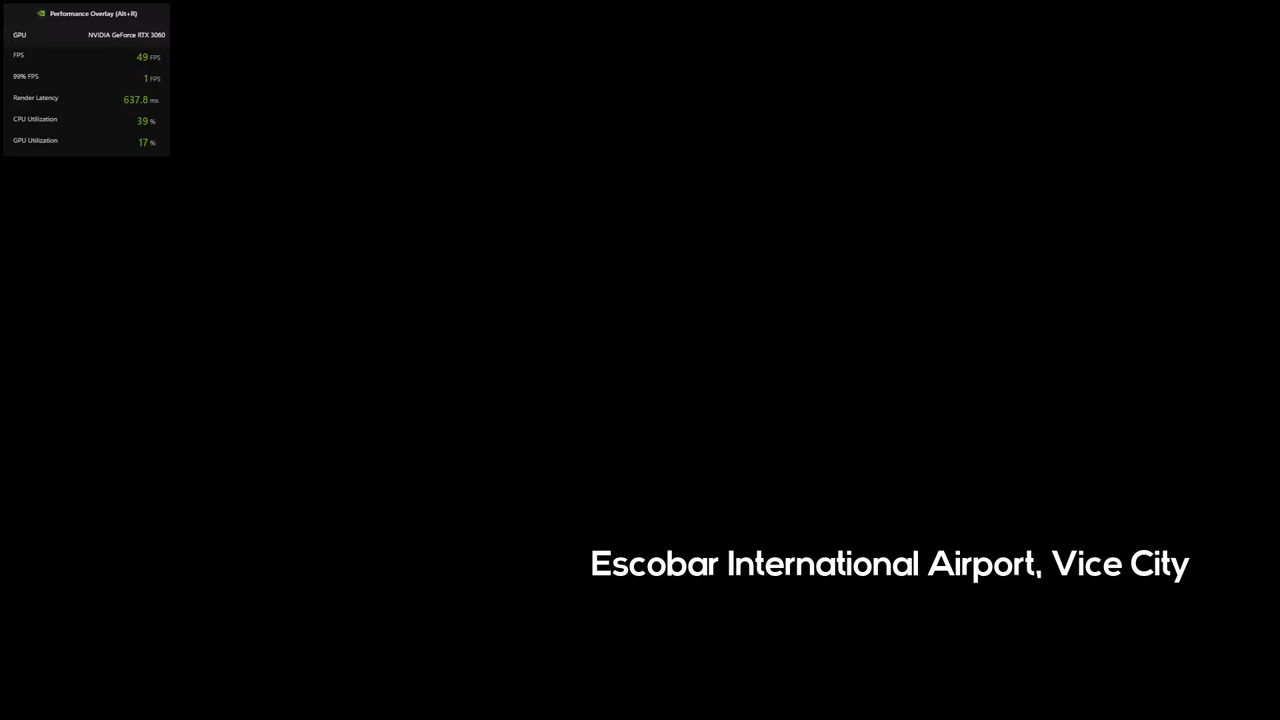 Performance Overlay (Alt+R)
GPU NVIDIA GeForce RTX 3060
FPS 49 FPS
99% FPS 1 FPS
Render Latency 637.8 ms
CPU Utilization 39 %
GPU Utilization 17 %
Escobar International Airport, Vice City